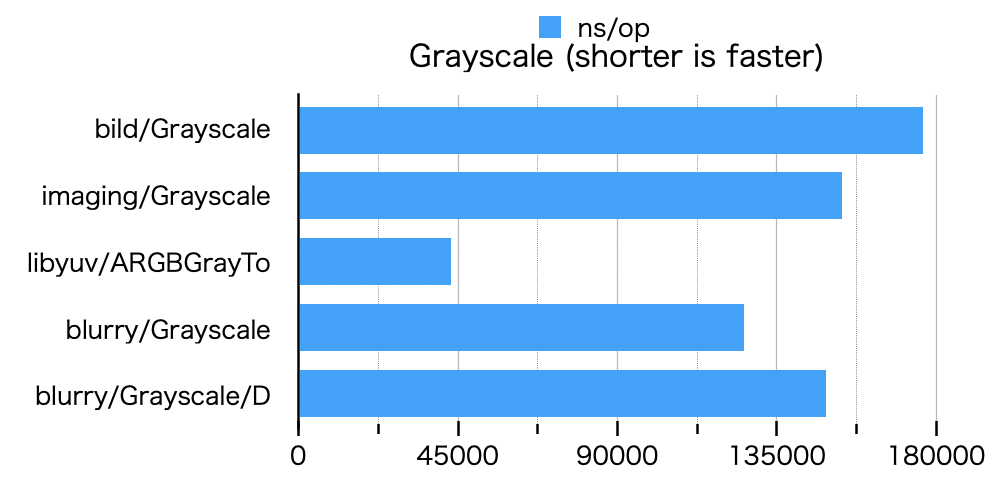 ns/op
Grayscale (shorter is faster)
bild/Grayscale
imaging/Grayscale
libyuv/ARGBGrayTo
blurry/Grayscale
blurry/Grayscale/D
0 45000 90000 135000 180000